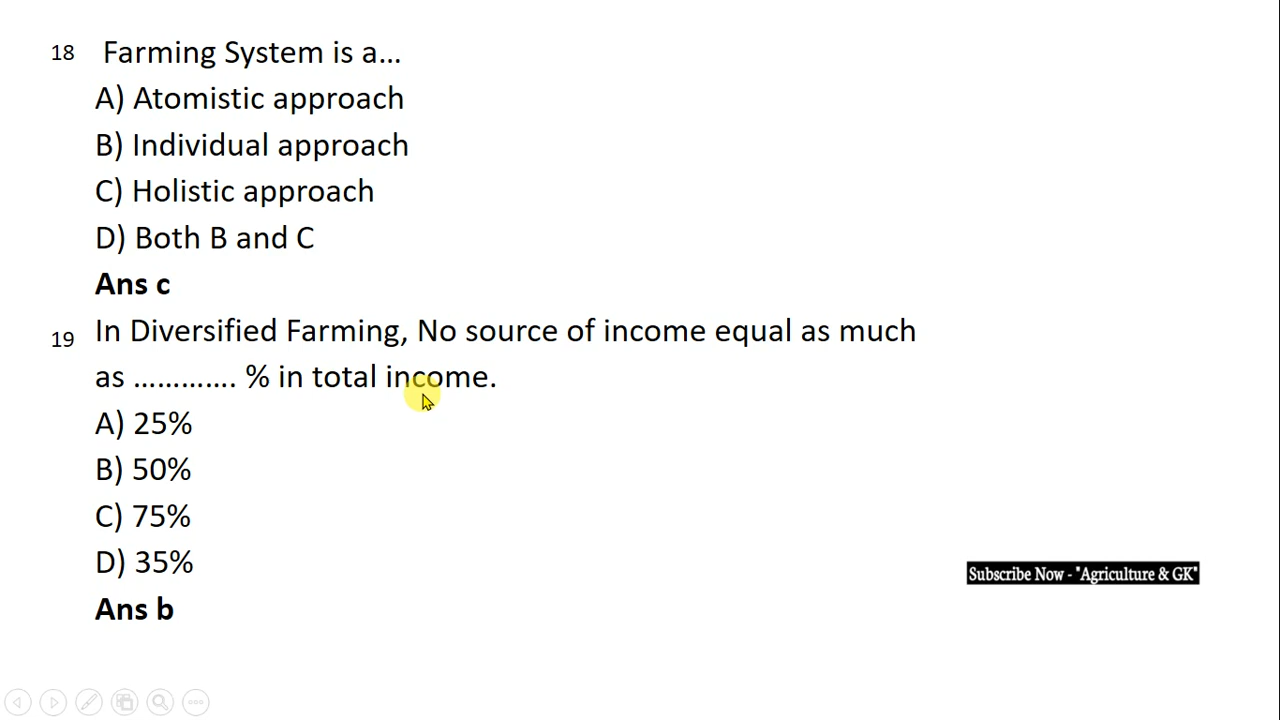 18 Farming System is a...
A) Atomistic approach
B) Individual approach
C) Holistic approach
D) Both B and C
Ans c
19 In Diversified Farming, No source of income equal as much
as .............. % in total income.
A) 25%
B) 50%
C) 75%
D) 35%
Ans b
Subscribe Now - "Agriculture & GK"